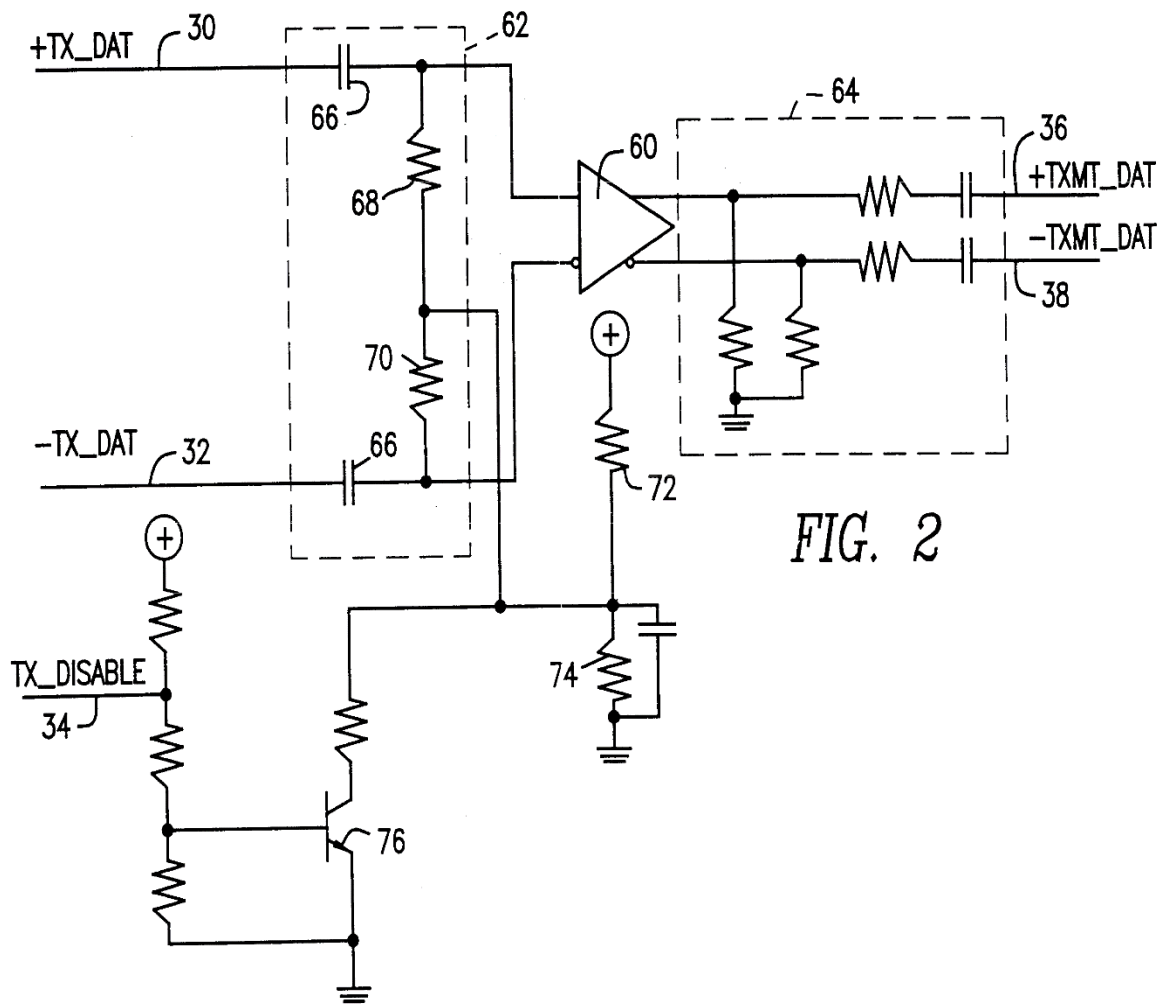 +TX_DAT
30
62
66
68
60
- 64
36
+TXMT_DAT
-TXMT_DAT
38
70
-TX_DAT
32
66
72
FIG. 2
TX_DISABLE
34
74
76